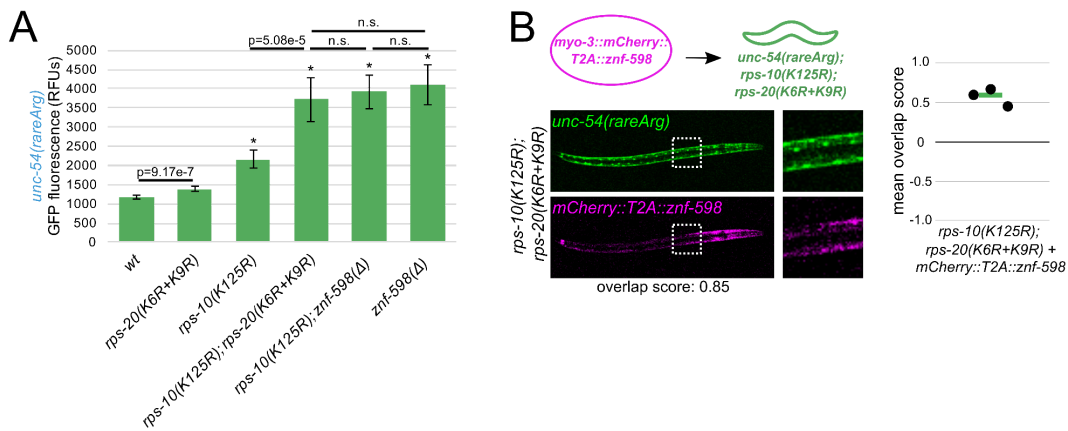 A
unc-54(rareArg)
GFP fluorescence (RFUs)
5000
4500
4000
3500
3000
2500
2000
1500
1000
500
0
p=9.17e-7
*
p=5.08e-5
*
n.s.
*
n.s.
*
n.s.
wt
rps-20(K6R+K9R)
rps-10(K125R)
rps-10(K125R); rps-20(K6R+K9R)
rps-10(K125R); znf-598(Δ)
znf-598(Δ)
B
myo-3::mCherry::
T2A::znf-598
unc-54(rareArg);
rps-10(K125R);
rps-20(K6R+K9R)
rps-10(K125R);
rps-20(K6R+K9R)
unc-54(rareArg)
mCherry::T2A::znf-598
overlap score: 0.85
mean overlap score
1.0
0.5
0
-0.5
-1.0
rps-10(K125R);
rps-20(K6R+K9R) +
mCherry::T2A::znf-598